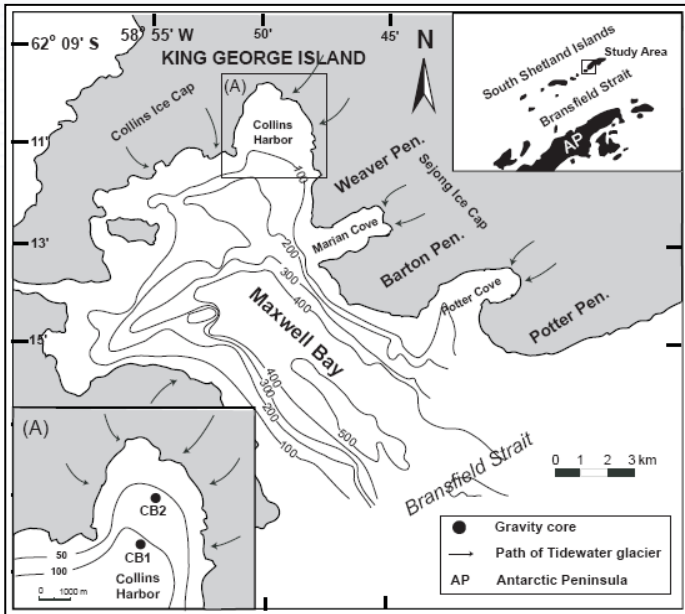 62° 09' S
58° 55' W
50'
45'
KING GEORGE ISLAND
N
(A)
Collins Ice Cap
Collins
Harbor
11'
100
Weaver Pen.
Sejong Ice Cap
13'
200
Marian Cove
300
Barton Pen.
400
Potter Cove
Potter Pen.
15'
Maxwell Bay
400
300
200
100
500
Bransfield Strait
0 1 2 3 km
South Shetland Islands
Study Area
Bransfield Strait
AP
(A)
CB2
CB1
50
100
Collins
Harbor
0 1000 m
Gravity core
Path of Tidewater glacier
AP Antarctic Peninsula